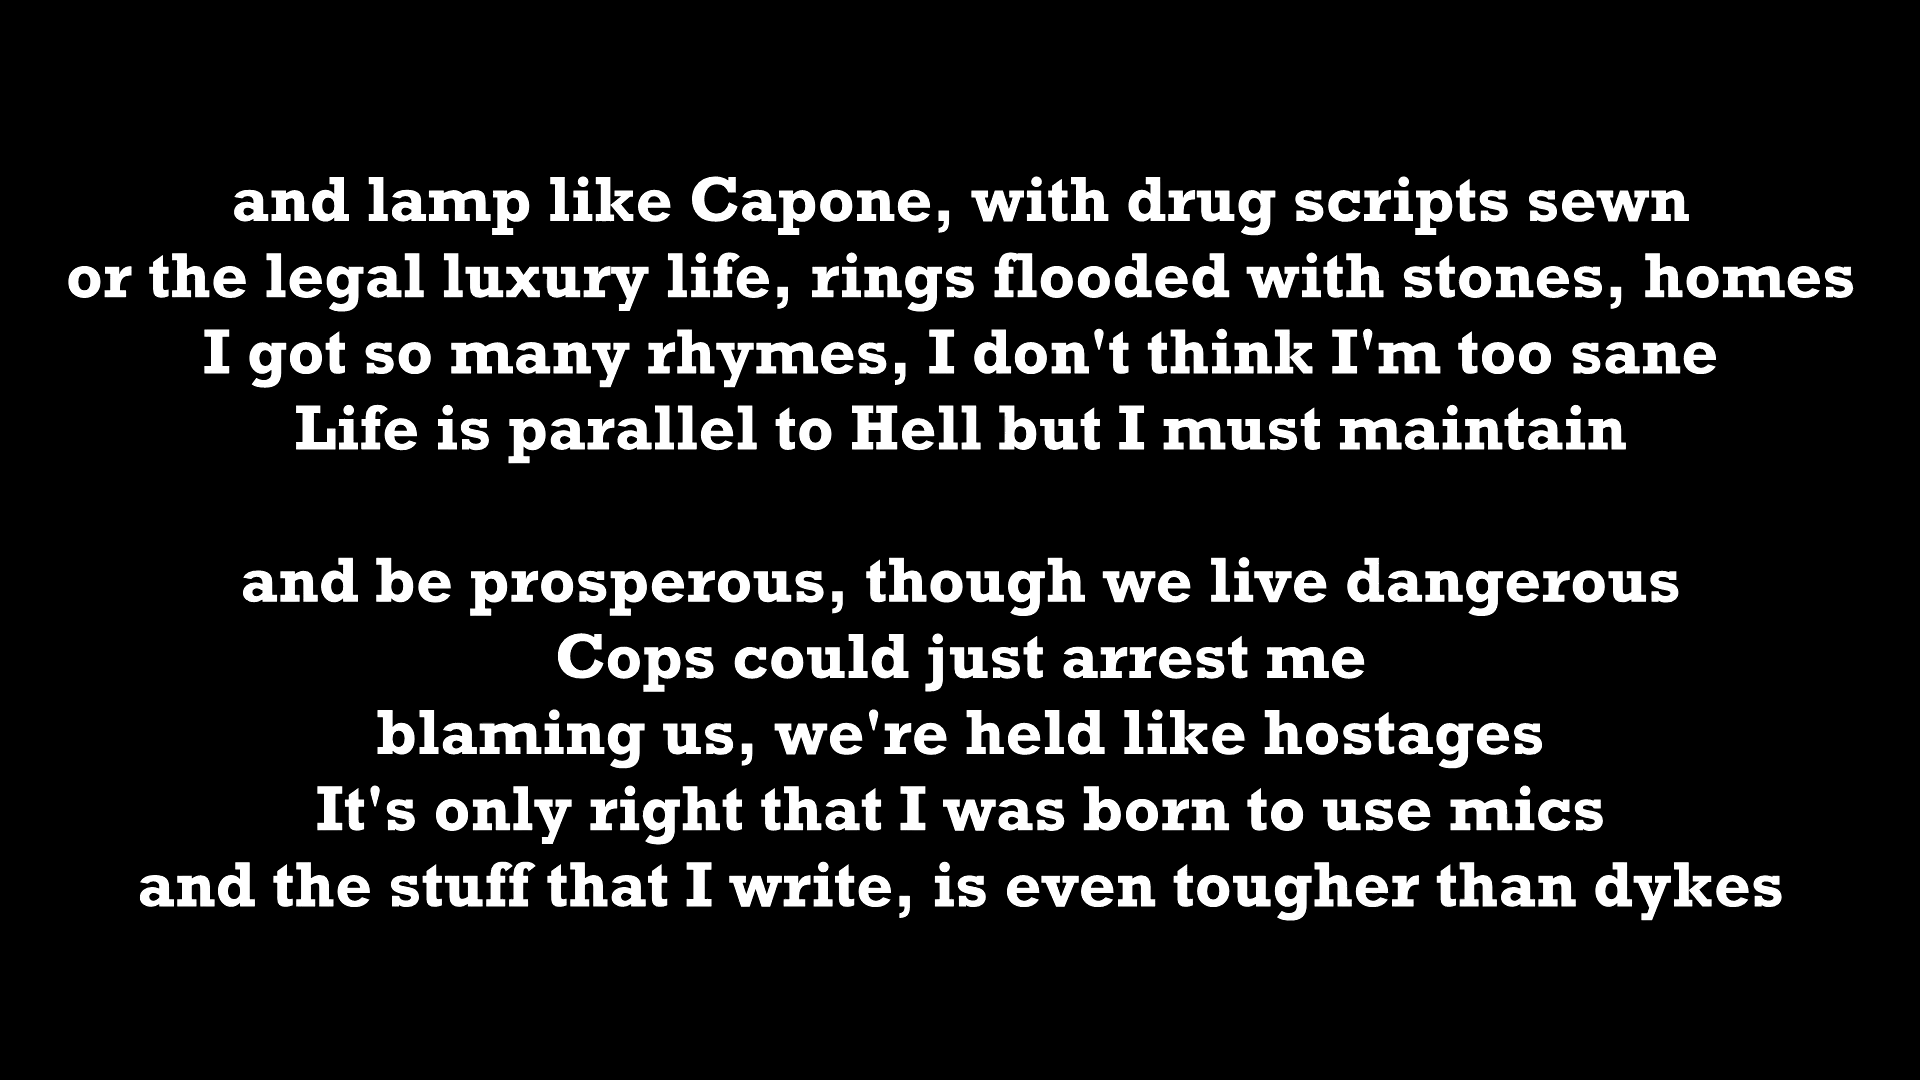 and lamp like Capone, with drug scripts sewn
or the legal luxury life, rings flooded with stones, homes
I got so many rhymes, I don't think I'm too sane
Life is parallel to Hell but I must maintain
and be prosperous, though we live dangerous
Cops could just arrest me
blaming us, we're held like hostages
It's only right that I was born to use mics
and the stuff that I write, is even tougher than dykes